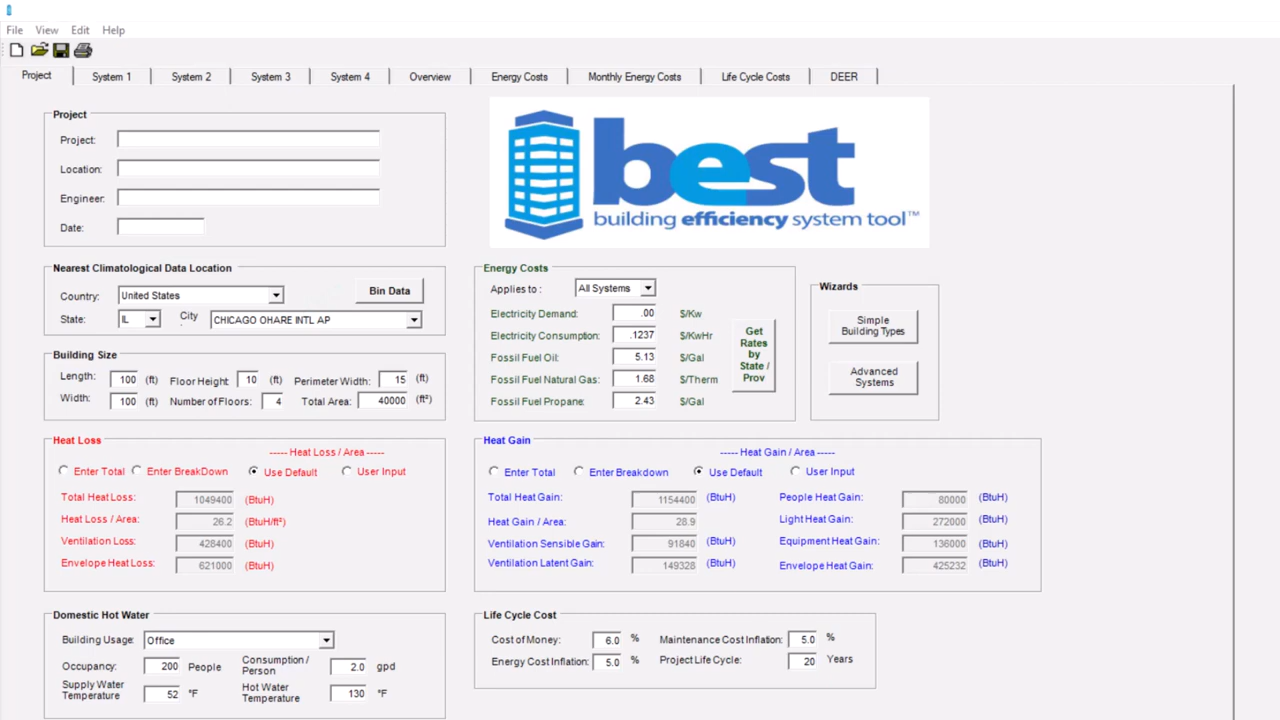 File View Edit Help
Project System 1 System 2 System 3 System 4 Overview Energy Costs Monthly Energy Costs Life Cycle Costs DEER
Project
Project:
Location:
Engineer:
Date:
best
building efficiency system tool™
Nearest Climatological Data Location
Country: United States Bin Data
State: IL City CHICAGO OHARE INTL AP
Building Size
Length: 100 (ft) Floor Height 10 (ft) Perimeter Width: 15 (ft)
Width: 100 (ft) Number of Floors: 4 Total Area: 40000 (ft²)
Energy Costs
Applies to : All Systems
Electricity Demand: .00 $/Kw
Electricity Consumption: .1237 $/KwHr
Fossil Fuel Oil: 5.13 $/Gal
Fossil Fuel Natural Gas: 1.68 $/Therm
Fossil Fuel Propane: 2.43 $/Gal
Get
Rates
by
State /
Prov
Wizards
Simple
Building Types
Advanced
Systems
Heat Loss
----- Heat Loss / Area -----
Enter Total Enter BreakDown Use Default User Input
Total Heat Loss: 1049400 (BtuH)
Heat Loss / Area: 26.2 (BtuH/ft²)
Ventilation Loss: 428400 (BtuH)
Envelope Heat Loss: 621000 (BtuH)
Heat Gain
----- Heat Gain / Area -----
Enter Total Enter Breakdown Use Default User Input
Total Heat Gain: 1154400 (BtuH) People Heat Gain: 80000 (BtuH)
Heat Gain / Area: 28.9 Light Heat Gain: 272000 (BtuH)
Ventilation Sensible Gain: 91840 (BtuH) Equipment Heat Gain: 136000 (BtuH)
Ventilation Latent Gain: 149328 (BtuH) Envelope Heat Gain: 425232 (BtuH)
Domestic Hot Water
Building Usage: Office
Occupancy: 200 People Consumption / Person 2.0 gpd
Supply Water Temperature 52 °F Hot Water Temperature 130 °F
Life Cycle Cost
Cost of Money: 6.0 % Maintenance Cost Inflation: 5.0 %
Energy Cost Inflation: 5.0 % Project Life Cycle: 20 Years